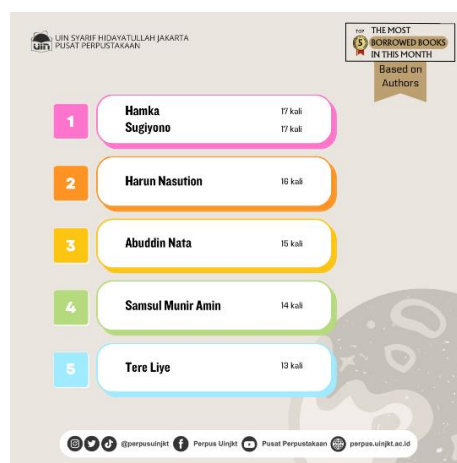 UIN SYARIF HIDAYATULLAH JAKARTA
PUSAT PERPUSTAKAAN
uin
TOP 5 THE MOST
BORROWED BOOKS
IN THIS MONTH
Based on
Authors
1
Hamka 17 kali
Sugiyono 17 kali
2
Harun Nasution 16 kali
3
Abuddin Nata 15 kali
4
Samsul Munir Amin 14 kali
5
Tere Liye 13 kali
@perpusuinjkt Perpus Uinjkt Pusat Perpustakaan perpus.uinjkt.ac.id